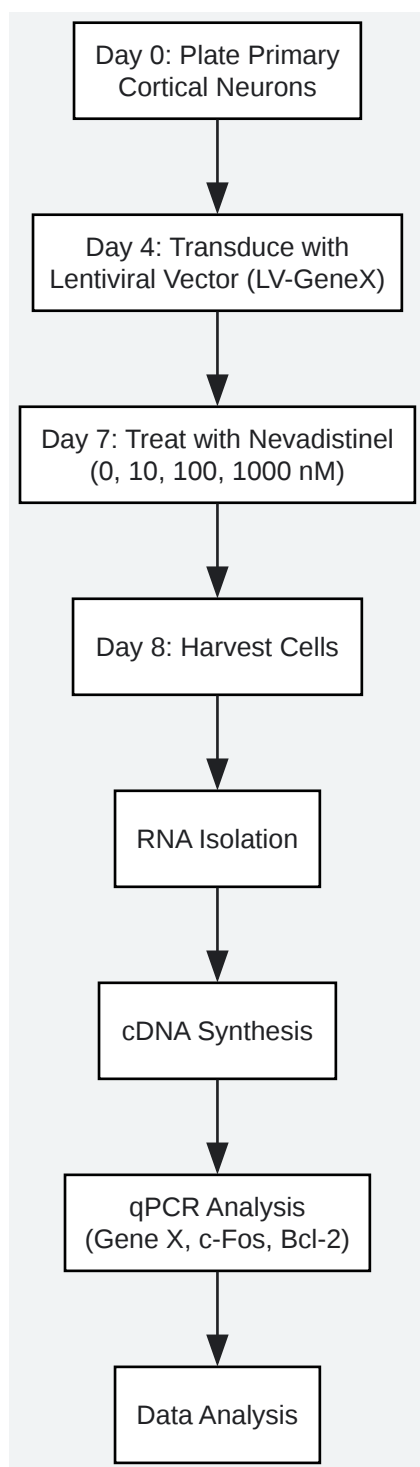 Day 0: Plate Primary
Cortical Neurons
Day 4: Transduce with
Lentiviral Vector (LV-GeneX)
Day 7: Treat with Nevadistinel
(0, 10, 100, 1000 nM)
Day 8: Harvest Cells
RNA Isolation
cDNA Synthesis
qPCR Analysis
(Gene X, c-Fos, Bcl-2)
Data Analysis